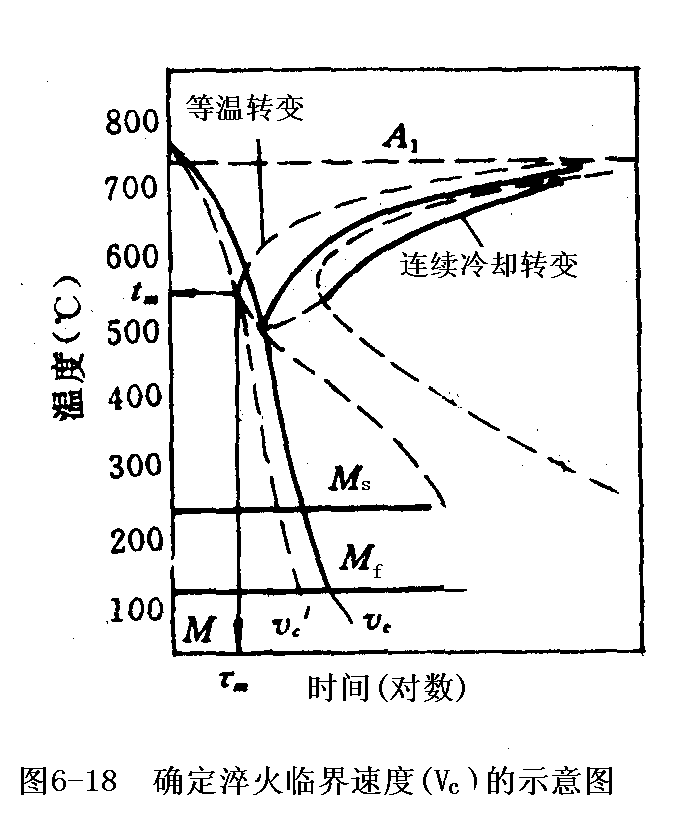 800
等温转变
A₁
700
600
连续冷却转变
tₘ
500
温度(℃)
400
300
Ms
200
Mf
100
M
vc'
vc
τₘ
时间(对数)
图6-18 确定淬火临界速度(Vc)的示意图